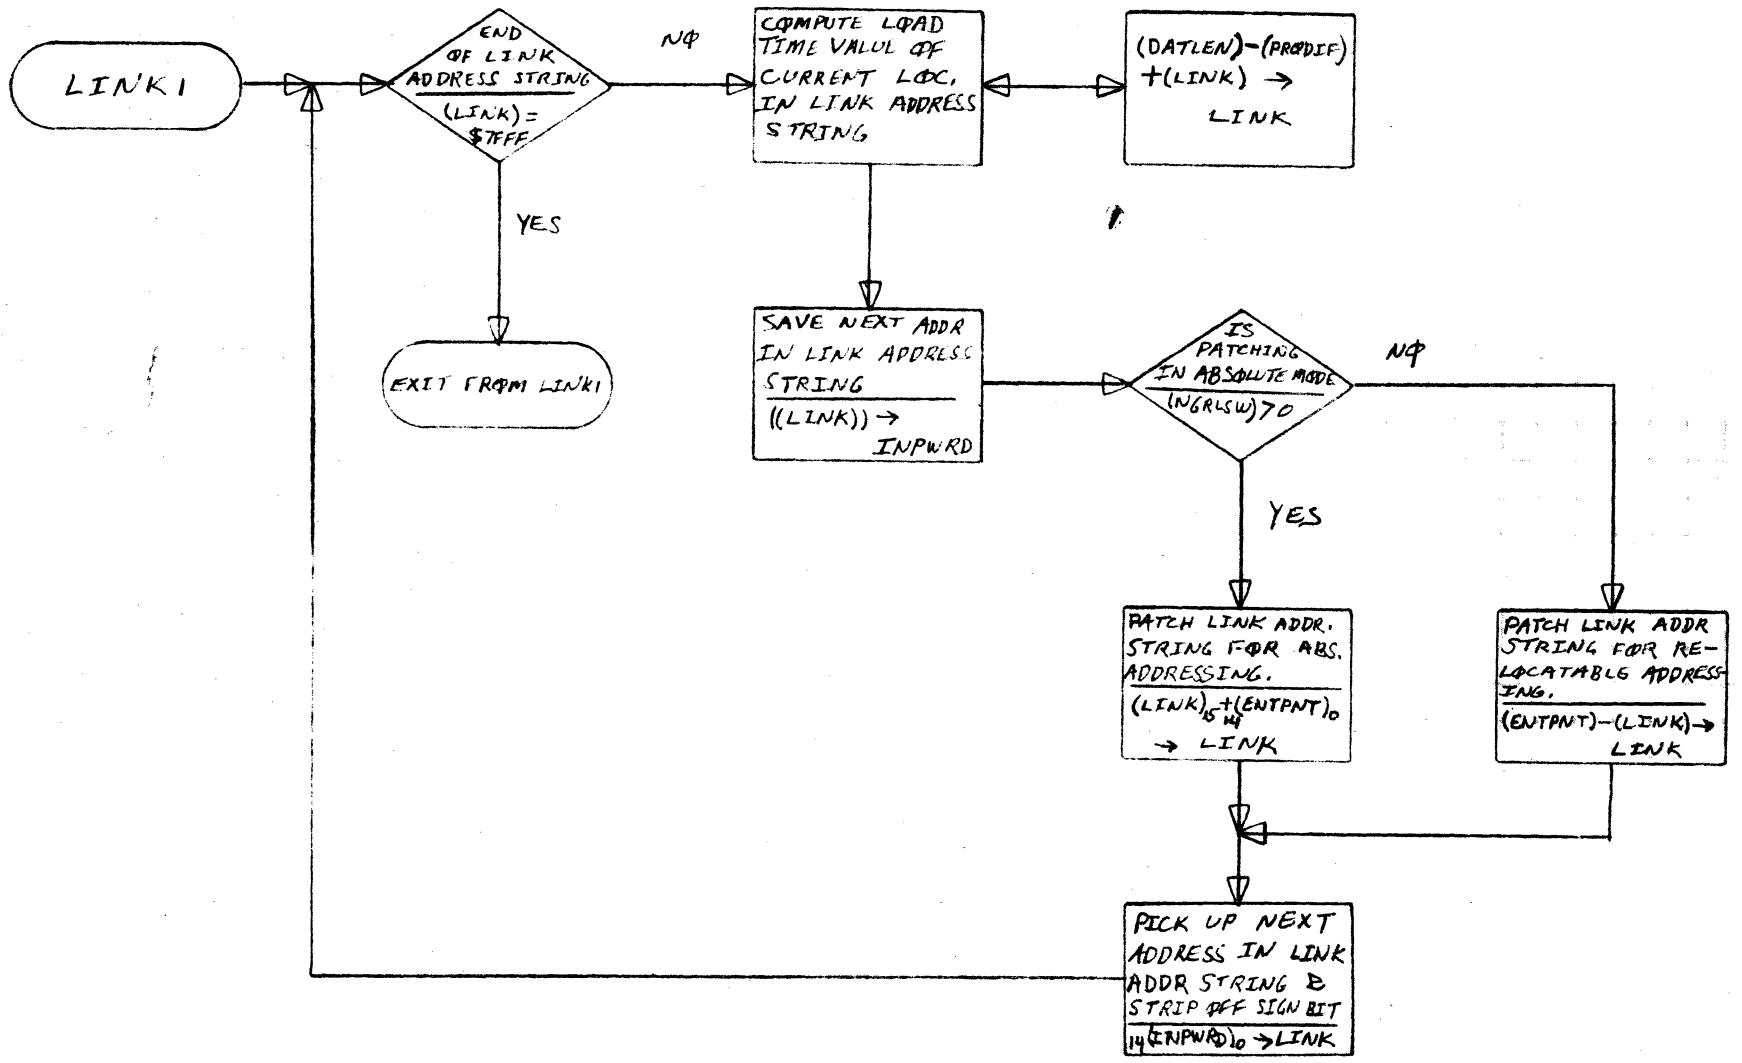 LINK1
END
OF LINK
ADDRESS STRING
(LINK) =
$7FFF
NO
YES
EXIT FROM LINK1
COMPUTE LOAD
TIME VALUE OF
CURRENT LOC.
IN LINK ADDRESS
STRING
(DATLEN)-(PRODIF)
+(LINK) →
LINK
SAVE NEXT ADDR
IN LINK ADDRESS
STRING
((LINK)) →
INPWRD
IS
PATCHING
IN ABSOLUTE MODE
(NGRLSW)>0
NO
YES
PATCH LINK ADDR.
STRING FOR ABS.
ADDRESSING.
(LINK)15+14(ENTPNT)0
→ LINK
PATCH LINK ADDR
STRING FOR RE-
LOCATABLE ADDRESS-
ING.
(ENTPNT)-(LINK)→
LINK
PICK UP NEXT
ADDRESS IN LINK
ADDR STRING &
STRIP OFF SIGN BIT
14(INPWRD)0 →LINK